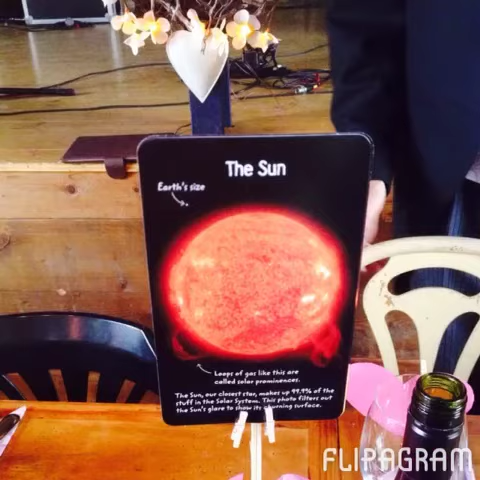 The Sun
Earth's size
Loops of gas like this are
called solar prominences.
The Sun, our closest star, makes up 99.9% of the
stuff in the Solar System. This photo filters out
the Sun's glare to show its burning surface.
FLIPAGRAM